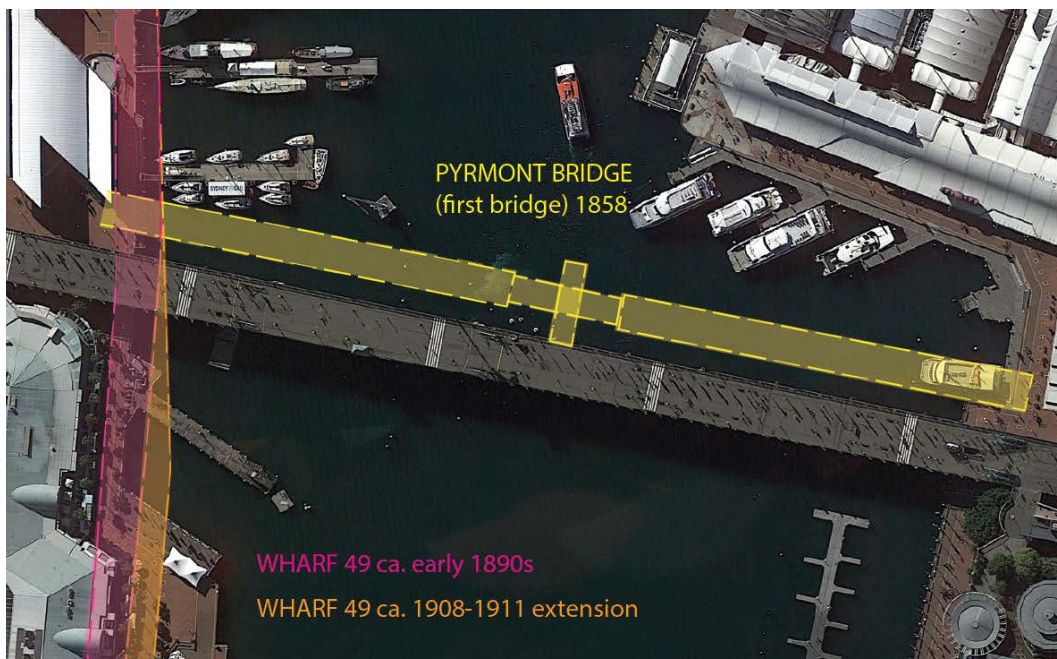 PYRMONT BRIDGE
(first bridge) 1858
WHARF 49 ca. early 1890s
WHARF 49 ca. 1908-1911 extension